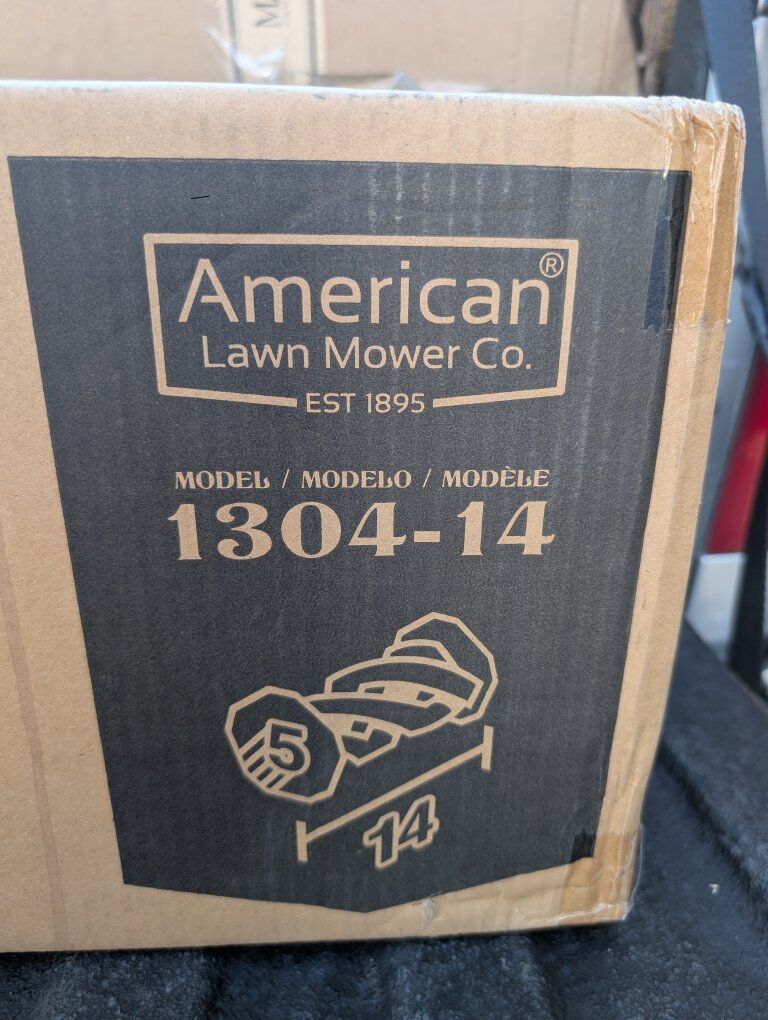 American®
Lawn Mower Co.
EST 1895
MODEL / MODELO / MODÈLE
1304-14
5
14